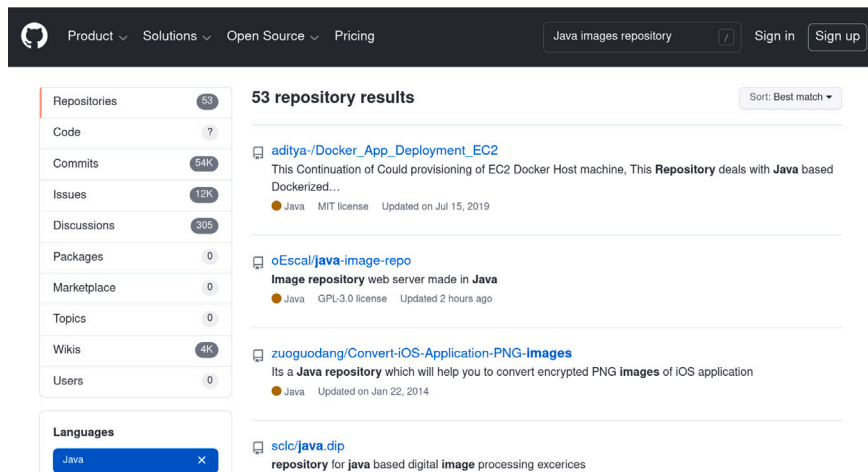 Product Solutions Open Source Pricing Java images repository / Sign in Sign up
Repositories 53
Code ?
Commits 54K
Issues 12K
Discussions 305
Packages 0
Marketplace 0
Topics 0
Wikis 4K
Users 0
Languages
Java ×
53 repository results
Sort: Best match
aditya-/Docker_App_Deployment_EC2
This Continuation of Could provisioning of EC2 Docker Host machine, This Repository deals with Java based
Dockerized…
Java MIT license Updated on Jul 15, 2019
oEscal/java-image-repo
Image repository web server made in Java
Java GPL-3.0 license Updated 2 hours ago
zuoguodang/Convert-iOS-Application-PNG-images
Its a Java repository which will help you to convert encrypted PNG images of iOS application
Java Updated on Jan 22, 2014
sclc/java.dip
repository for java based digital image processing excerices